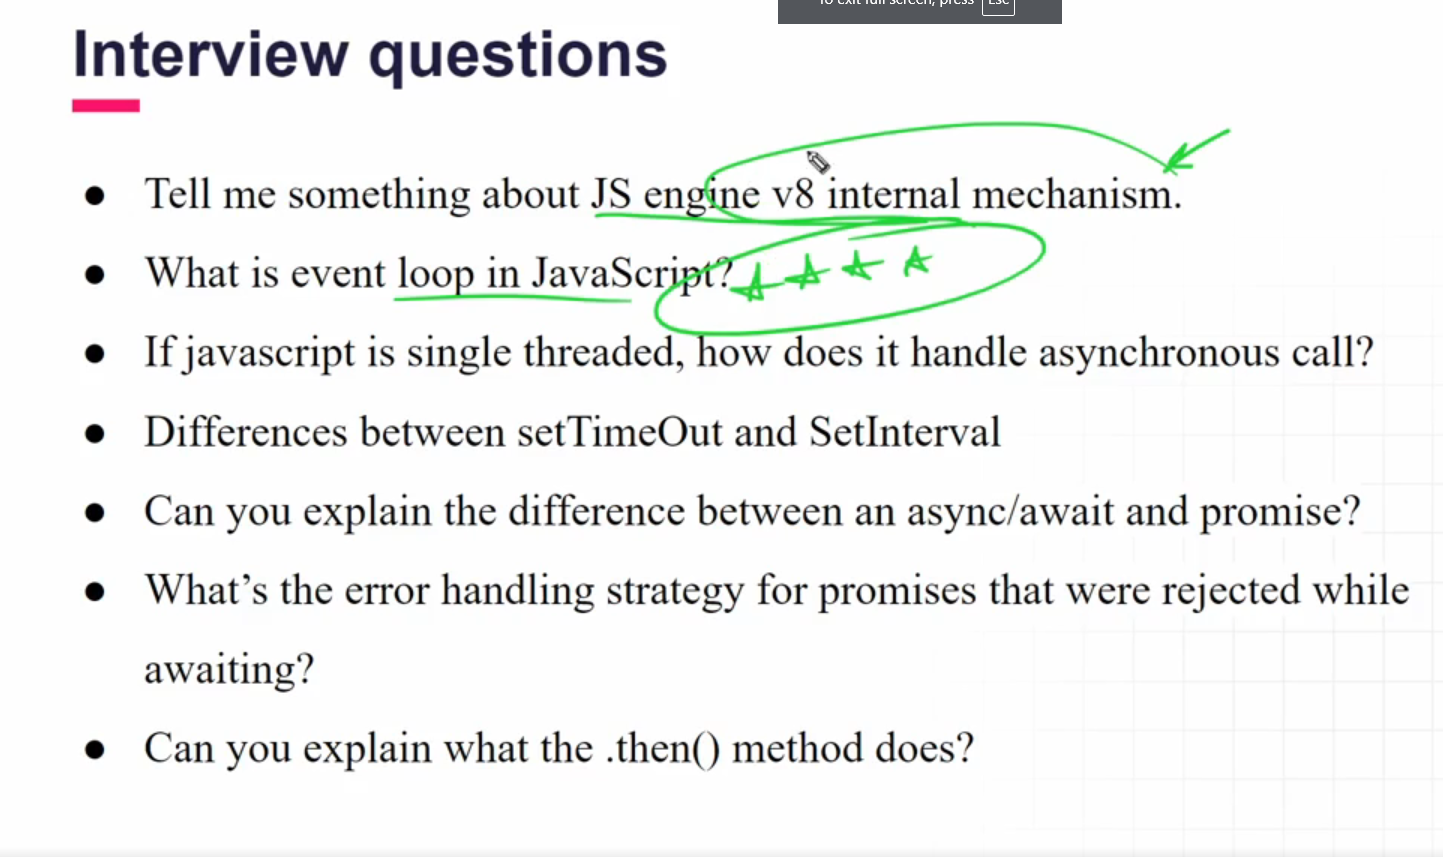 To exit full screen, press Esc
Interview questions
● Tell me something about JS engine v8 internal mechanism.
● What is event loop in JavaScript?
● If javascript is single threaded, how does it handle asynchronous call?
● Differences between setTimeOut and SetInterval
● Can you explain the difference between an async/await and promise?
● What’s the error handling strategy for promises that were rejected while
awaiting?
● Can you explain what the .then() method does?